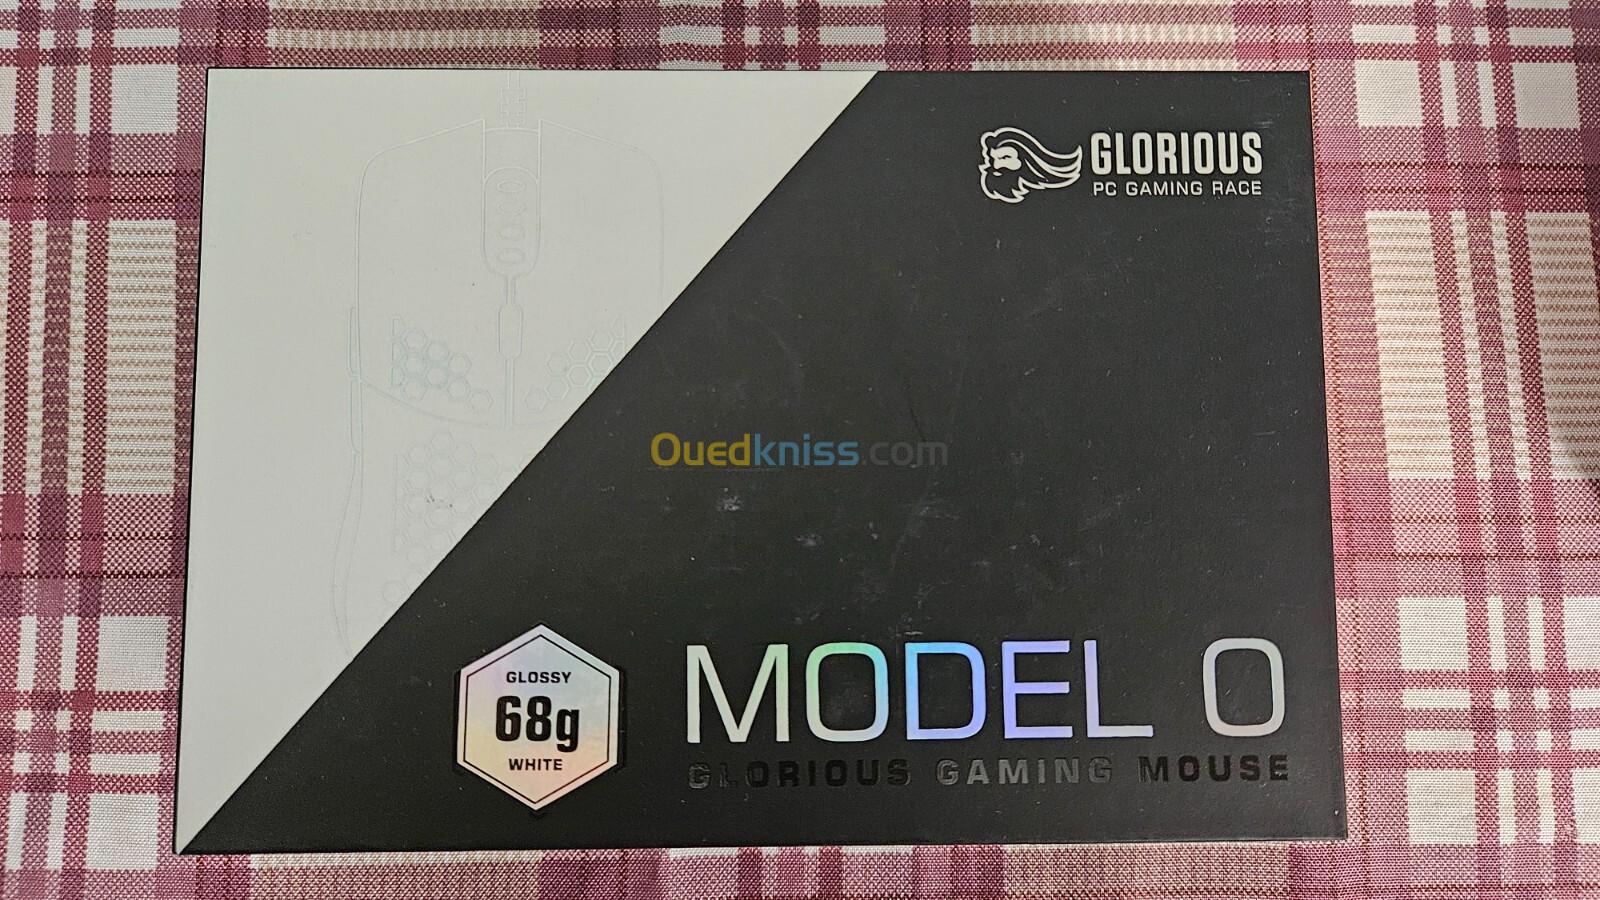 GLORIOUS
PC GAMING RACE
Ouedkniss.com
GLOSSY
68g
WHITE
MODEL O
GLORIOUS GAMING MOUSE